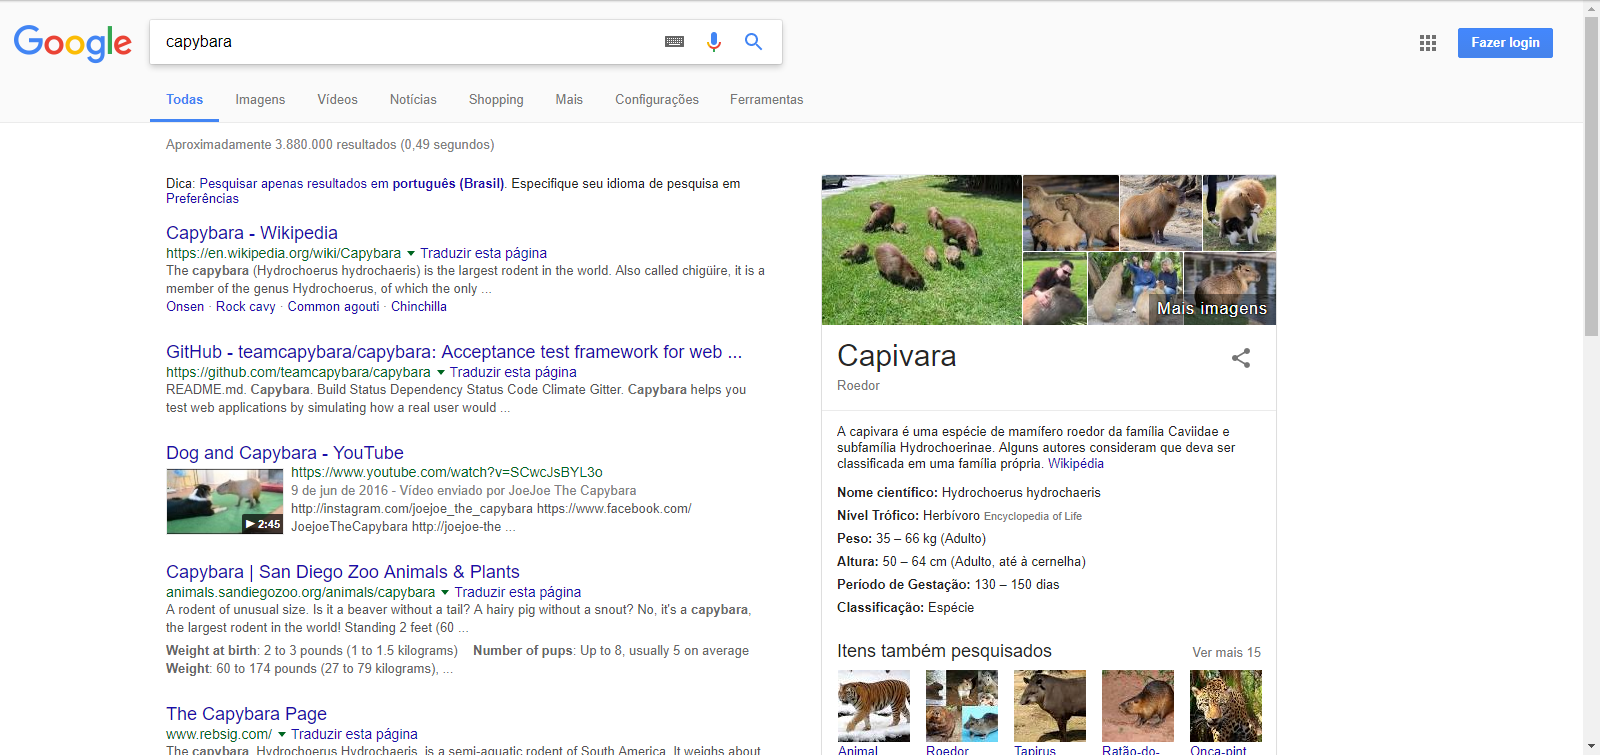 Google
capybara
Fazer login
Todas Imagens Vídeos Notícias Shopping Mais Configurações Ferramentas
Aproximadamente 3.880.000 resultados (0,49 segundos)
Dica: Pesquisar apenas resultados em português (Brasil). Especifique seu idioma de pesquisa em
Preferências
Capybara - Wikipedia
https://en.wikipedia.org/wiki/Capybara Traduzir esta página
The capybara (Hydrochoerus hydrochaeris) is the largest rodent in the world. Also called chigüire, it is a
member of the genus Hydrochoerus, of which the only ...
Onsen · Rock cavy · Common agouti · Chinchilla
GitHub - teamcapybara/capybara: Acceptance test framework for web ...
https://github.com/teamcapybara/capybara Traduzir esta página
README.md. Capybara. Build Status Dependency Status Code Climate Gitter. Capybara helps you
test web applications by simulating how a real user would ...
Dog and Capybara - YouTube
https://www.youtube.com/watch?v=SCwcJsBYL3o
9 de jun de 2016 - Vídeo enviado por JoeJoe The Capybara
http://instagram.com/joejoe_the_capybara https://www.facebook.com/
JoejoeTheCapybara http://joejoe-the ...
2:45
Capybara | San Diego Zoo Animals & Plants
animals.sandiegozoo.org/animals/capybara Traduzir esta página
A rodent of unusual size. Is it a beaver without a tail? A hairy pig without a snout? No, it's a capybara,
the largest rodent in the world! Standing 2 feet (60 ...
Weight at birth: 2 to 3 pounds (1 to 1.5 kilograms) Number of pups: Up to 8, usually 5 on average
Weight: 60 to 174 pounds (27 to 79 kilograms), ...
The Capybara Page
www.rebsig.com/ Traduzir esta página
The capybara, Hydrochoerus Hydrochaeris, is a semi-aquatic rodent of South America. It weighs about
Mais imagens
Capivara
Roedor
A capivara é uma espécie de mamífero roedor da família Caviidae e
subfamília Hydrochoerinae. Alguns autores consideram que deva ser
classificada em uma família própria. Wikipédia
Nome científico: Hydrochoerus hydrochaeris
Nível Trófico: Herbívoro Encyclopedia of Life
Peso: 35 – 66 kg (Adulto)
Altura: 50 – 64 cm (Adulto, até à cernelha)
Período de Gestação: 130 – 150 dias
Classificação: Espécie
Itens também pesquisados Ver mais 15
Animal Roedor Tapirus Ratão-do- Onça-pint